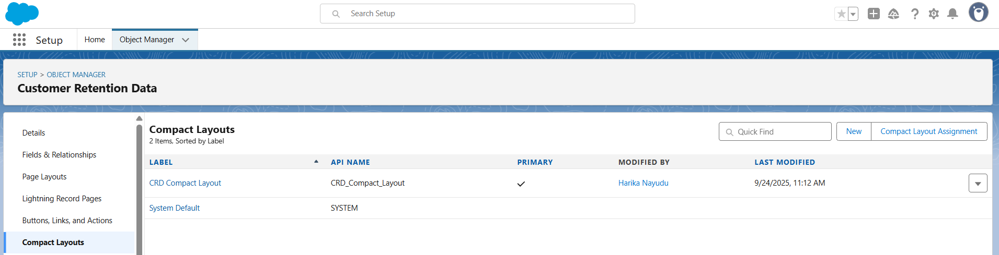 Search Setup
Setup
Home
Object Manager
SETUP > OBJECT MANAGER
Customer Retention Data
Details
Fields & Relationships
Page Layouts
Lightning Record Pages
Buttons, Links, and Actions
Compact Layouts
Compact Layouts
2 Items, Sorted by Label
Quick Find
New
Compact Layout Assignment
LABEL API NAME PRIMARY MODIFIED BY LAST MODIFIED
CRD Compact Layout CRD_Compact_Layout Harika Nayudu 9/24/2025, 11:12 AM
System Default SYSTEM